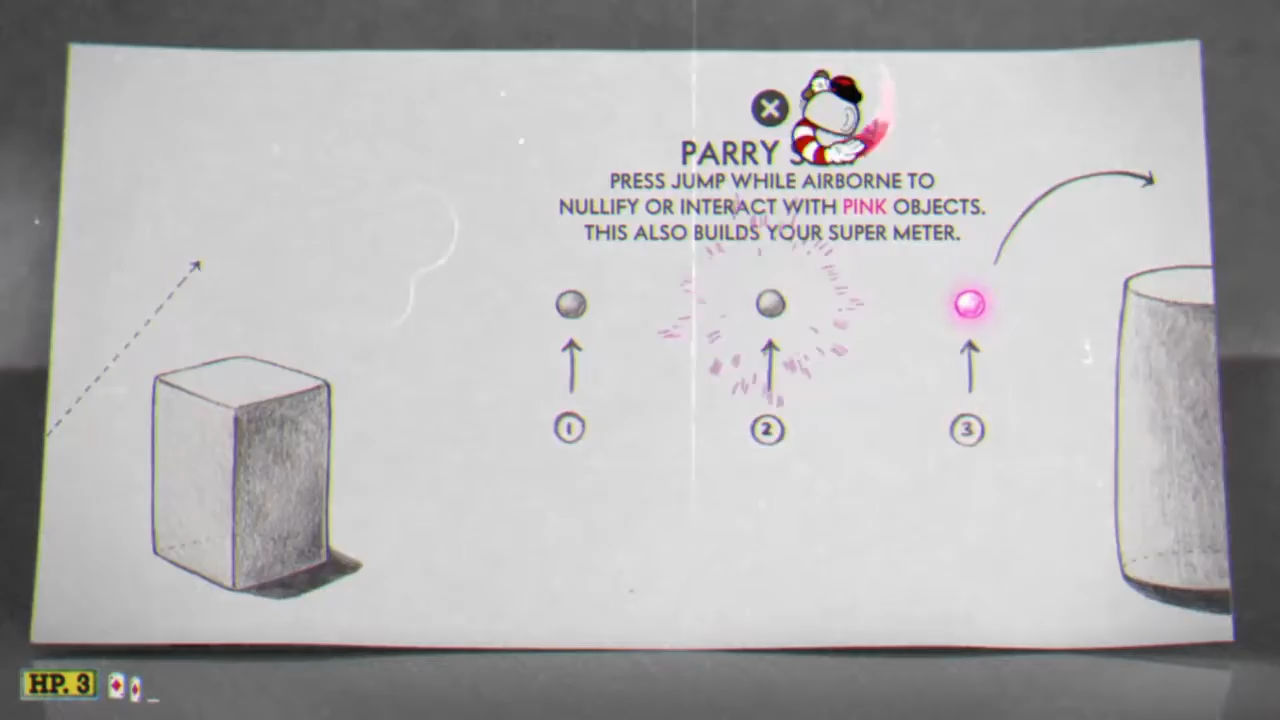 PARRY
PRESS JUMP WHILE AIRBORNE TO
NULLIFY OR INTERACT WITH PINK OBJECTS.
THIS ALSO BUILDS YOUR SUPER METER.
1
2
3
HP. 3